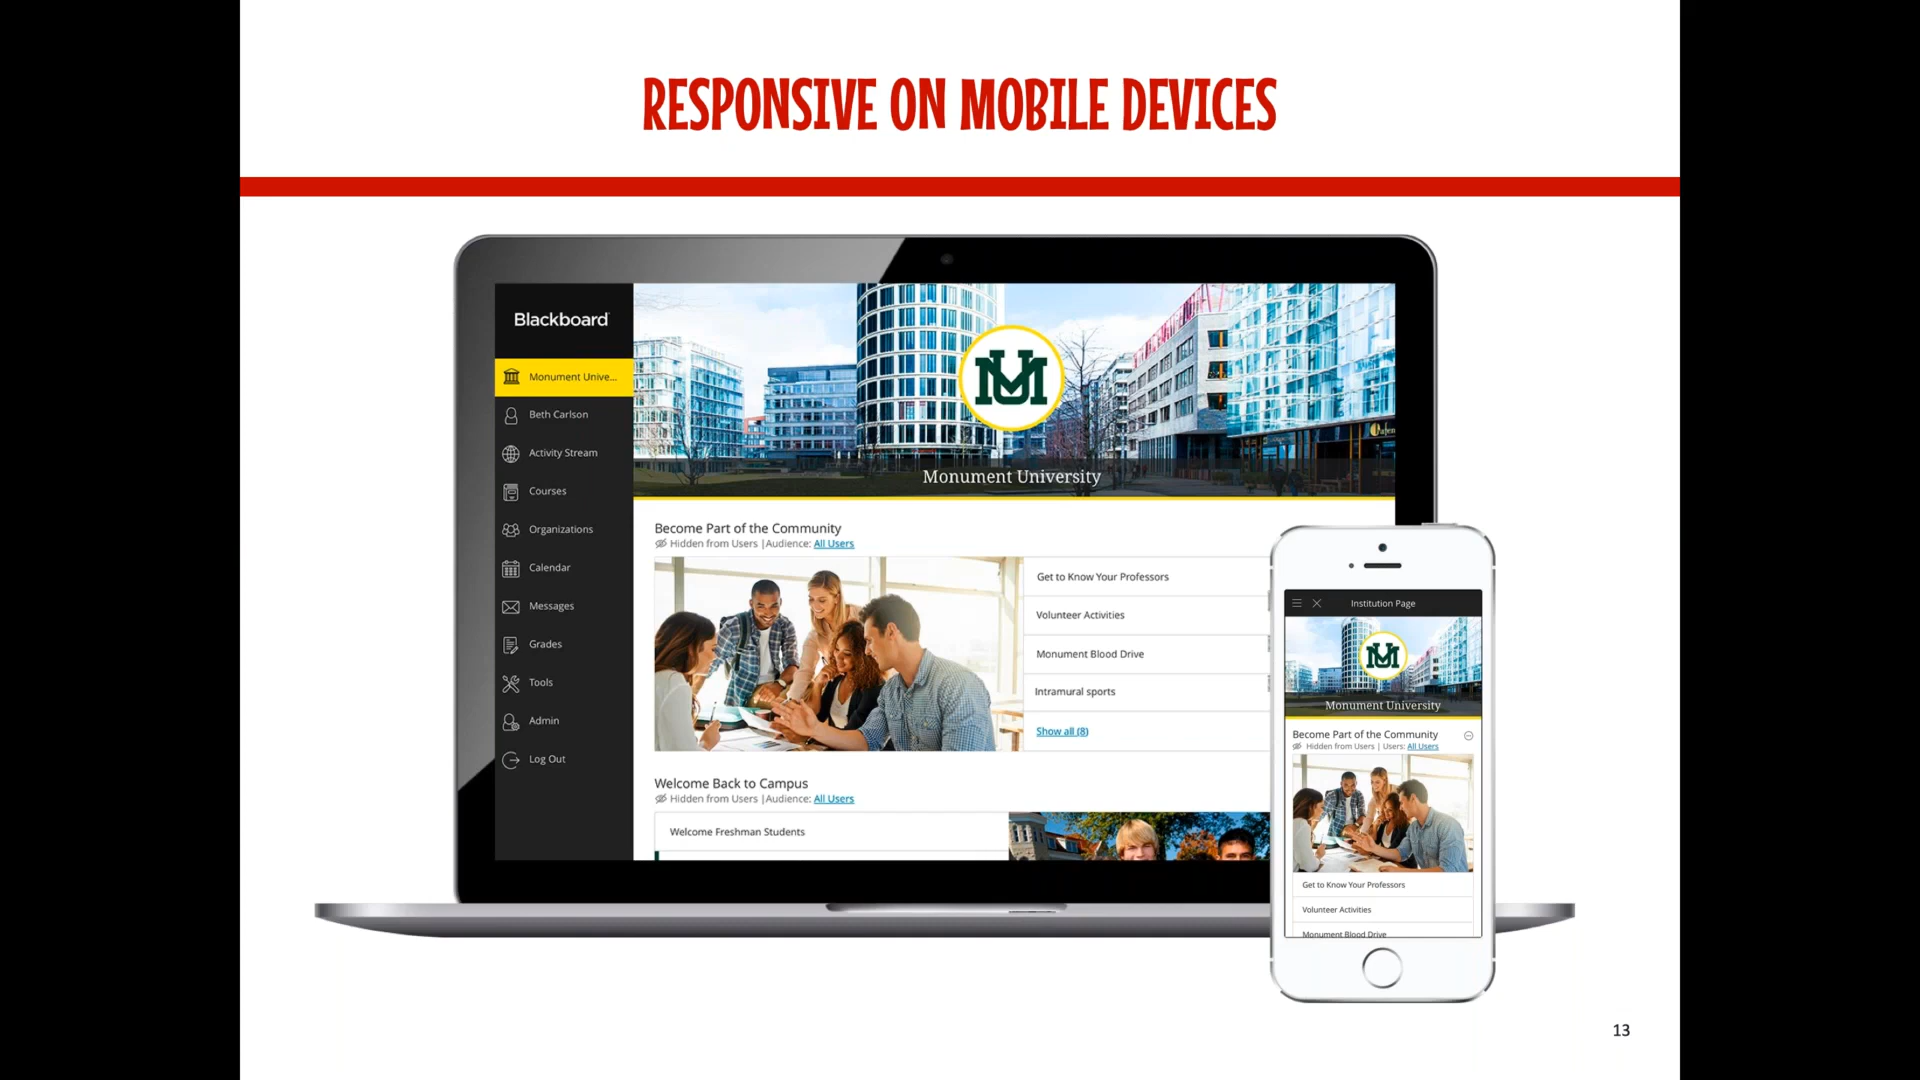 RESPONSIVE ON MOBILE DEVICES
Blackboard
Monument Unive...
Beth Carlson
Activity Stream
Courses
Organizations
Calendar
Messages
Grades
Tools
Admin
Log Out
MU
Monument University
Become Part of the Community
Hidden from Users |Audience: All Users
Get to Know Your Professors
Volunteer Activities
Monument Blood Drive
Intramural sports
Show all (8)
Welcome Back to Campus
Hidden from Users |Audience: All Users
Welcome Freshman Students
Institution Page
MU
Monument University
Become Part of the Community
Hidden from Users | Users: All Users
Get to Know Your Professors
Volunteer Activities
Monument Blood Drive
13